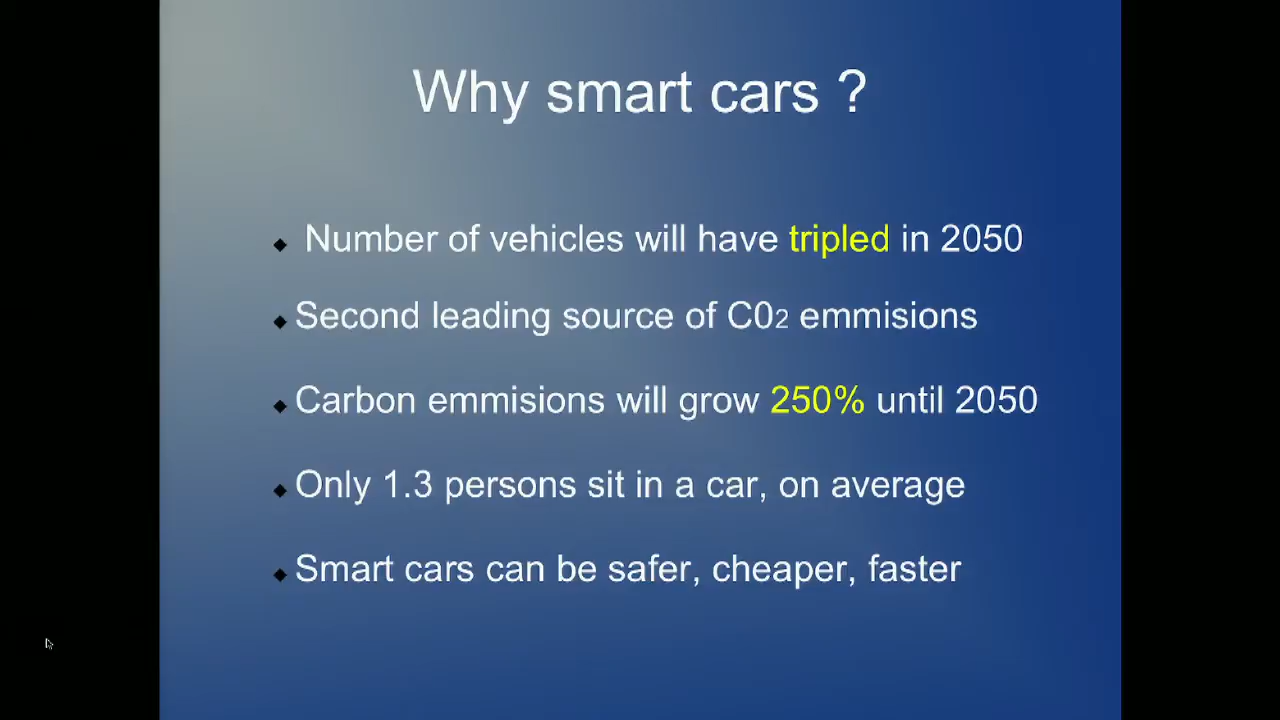 Why smart cars ?
Number of vehicles will have tripled in 2050
Second leading source of C02 emmisions
Carbon emmisions will grow 250% until 2050
Only 1.3 persons sit in a car, on average
Smart cars can be safer, cheaper, faster